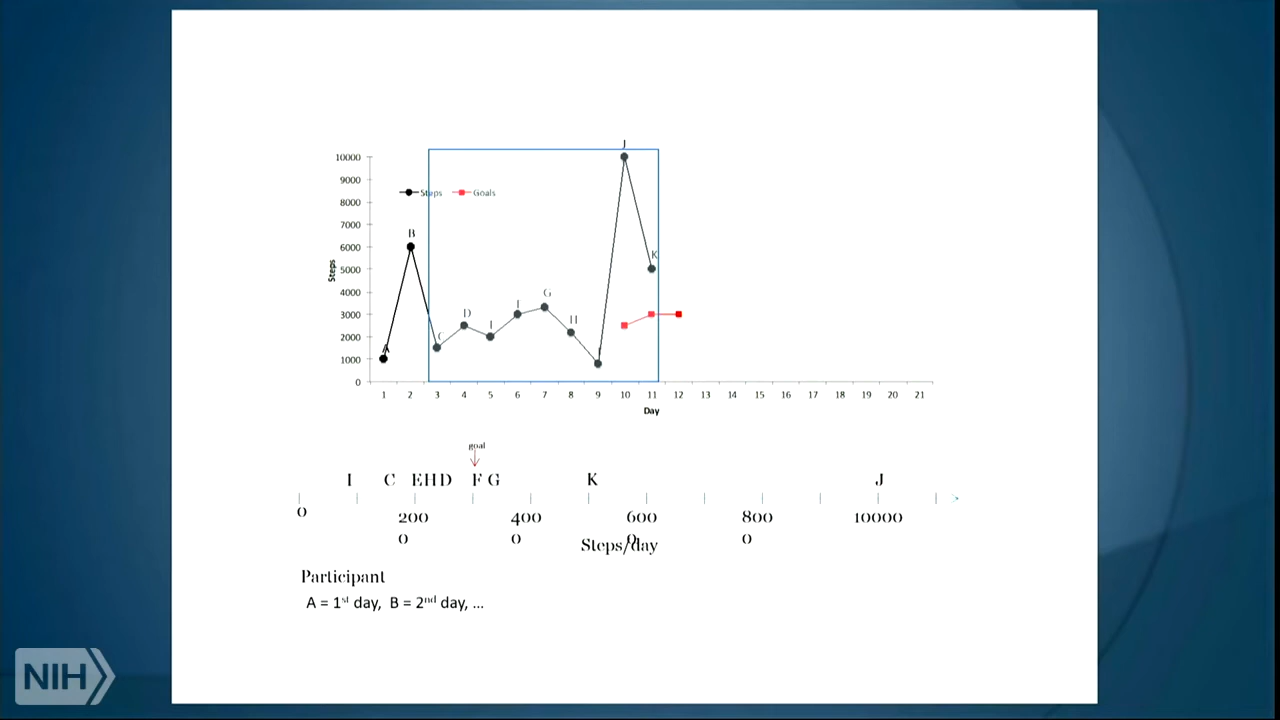 J
10000
9000
Steps Goals
8000
7000
B
6000
K
Steps
5000
4000
G
I
D
H
I
3000
C
2000
A
1000
0
1 2 3 4 5 6 7 8 9 10 11 12 13 14 15 16 17 18 19 20 21
Day
goal
I C E H D F G K J
0 200 400 600 800 10000
0 0 0 0
Steps/day
Participant
A = 1st day, B = 2nd day, ...
NIH